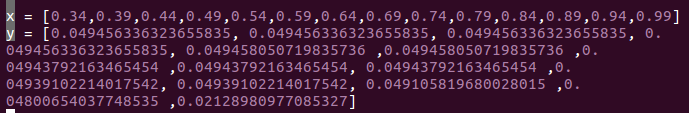 x = [0.34,0.39,0.44,0.49,0.54,0.59,0.64,0.69,0.74,0.79,0.84,0.89,0.94,0.99]
y = [0.049456336323655835, 0.049456336323655835, 0.049456336323655835, 0.
049456336323655835, 0.049458050719835736 ,0.049458050719835736 ,0.
04943792163465454 ,0.04943792163465454, 0.04943792163465454 ,0.
04939102214017542, 0.04939102214017542, 0.049105819680028015 ,0.
04800654037748535 ,0.02128980977085327]